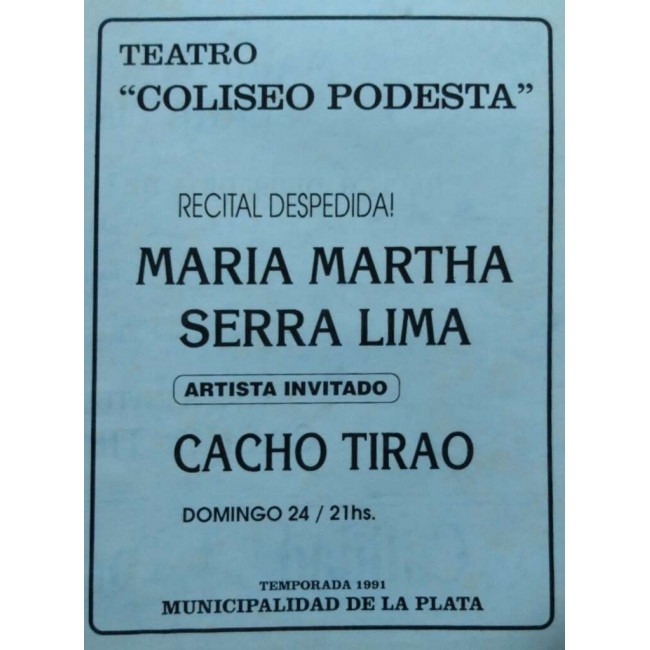 TEATRO
"COLISEO PODESTA"
RECITAL DESPEDIDA!
MARIA MARTHA
SERRA LIMA
ARTISTA INVITADO
CACHO TIRAO
DOMINGO 24 / 21hs.
TEMPORADA 1991
MUNICIPALIDAD DE LA PLATA